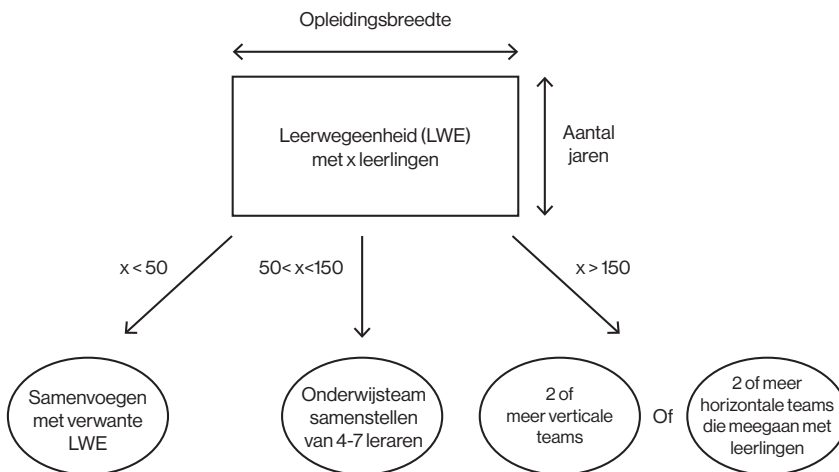 Opleidingsbreedte
Leerwegeenheid (LWE)
met x leerlingen
Aantal
jaren
x < 50
50< x<150
x > 150
Samenvoegen
met verwante
LWE
Onderwijsteam
samenstellen
van 4-7 leraren
2 of
meer verticale
teams
Of
2 of meer
horizontale teams
die meegaan met
leerlingen